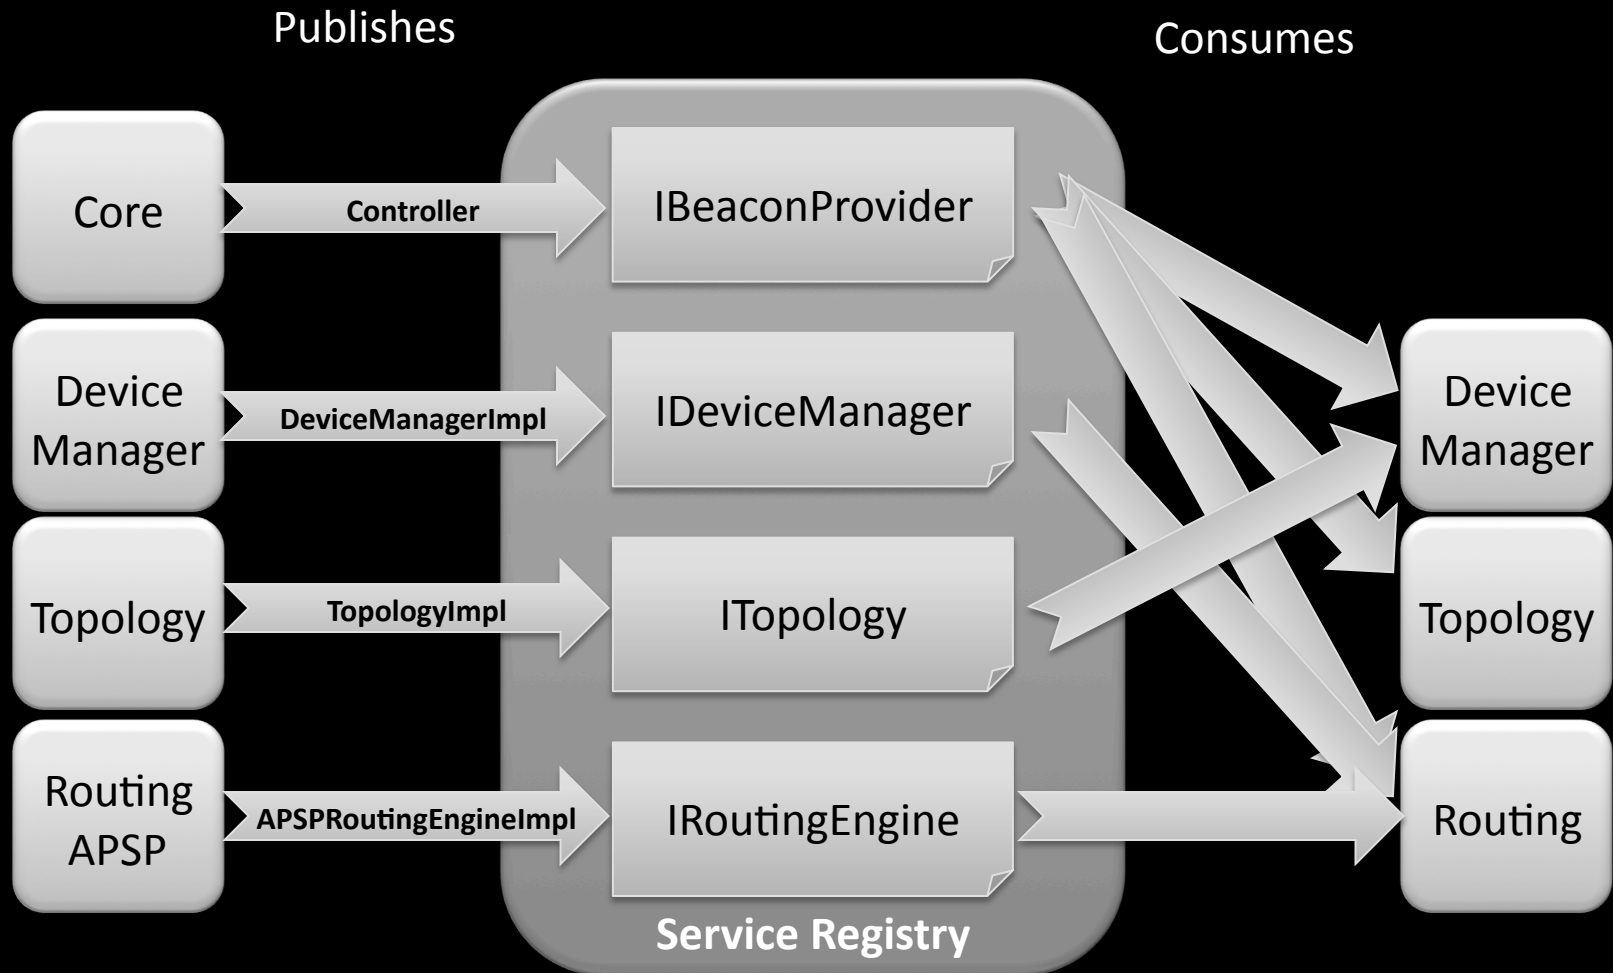 Publishes
Consumes
Core
Controller
IBeaconProvider
Device
Manager
DeviceManagerImpl
IDeviceManager
Device
Manager
Topology
TopologyImpl
ITopology
Topology
Routing
APSP
APSPRoutingEngineImpl
IRoutingEngine
Routing
Service Registry